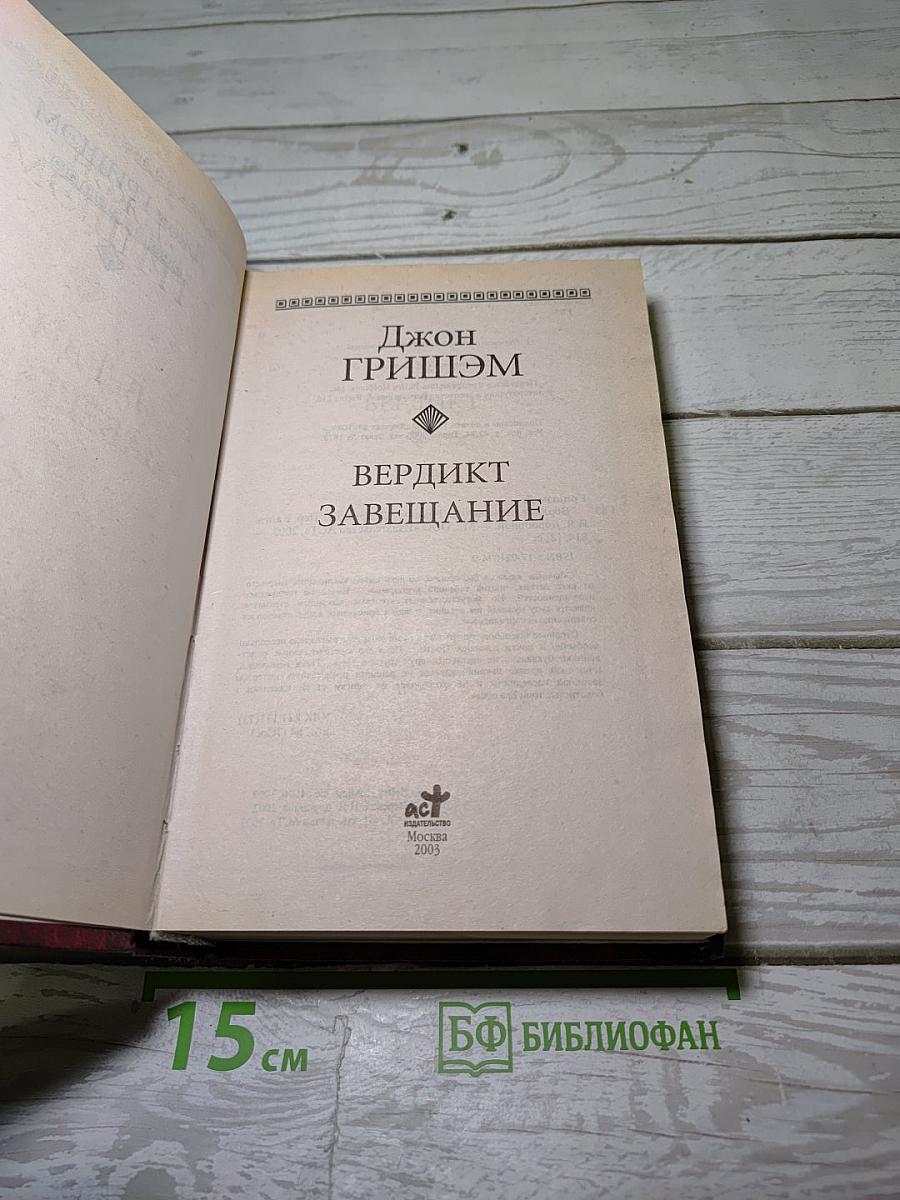 Джон
ГРИШЭМ
ВЕРДИКТ
ЗАВЕЩАНИЕ
аст
ИЗДАТЕЛЬСТВО
Москва
2003
15 см
БФ БИБЛИОФАН